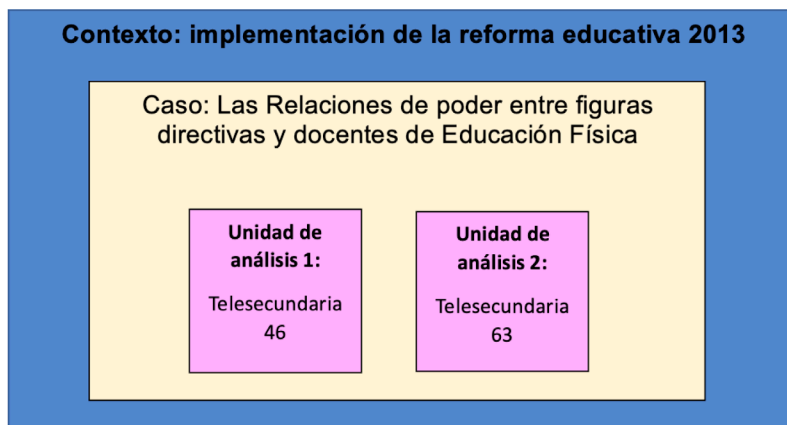 Contexto: implementación de la reforma educativa 2013
Caso: Las Relaciones de poder entre figuras
directivas y docentes de Educación Física
Unidad de
análisis 1:
Telesecundaria
46
Unidad de
análisis 2:
Telesecundaria
63